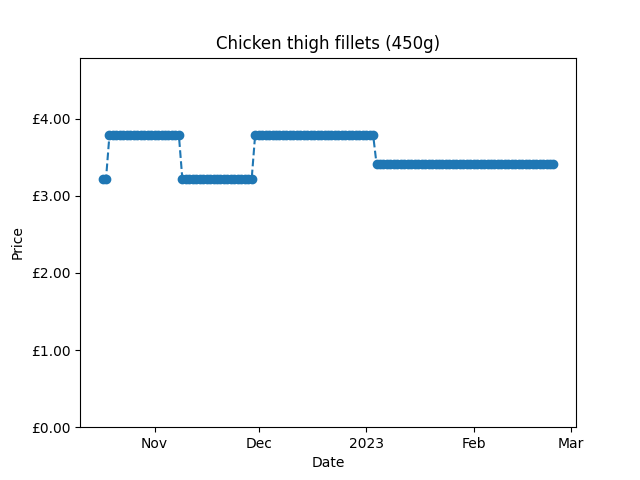 Chicken thigh fillets (450g)
£4.00
£3.00
£2.00
£1.00
£0.00
Price
Nov Dec 2023 Feb Mar
Date